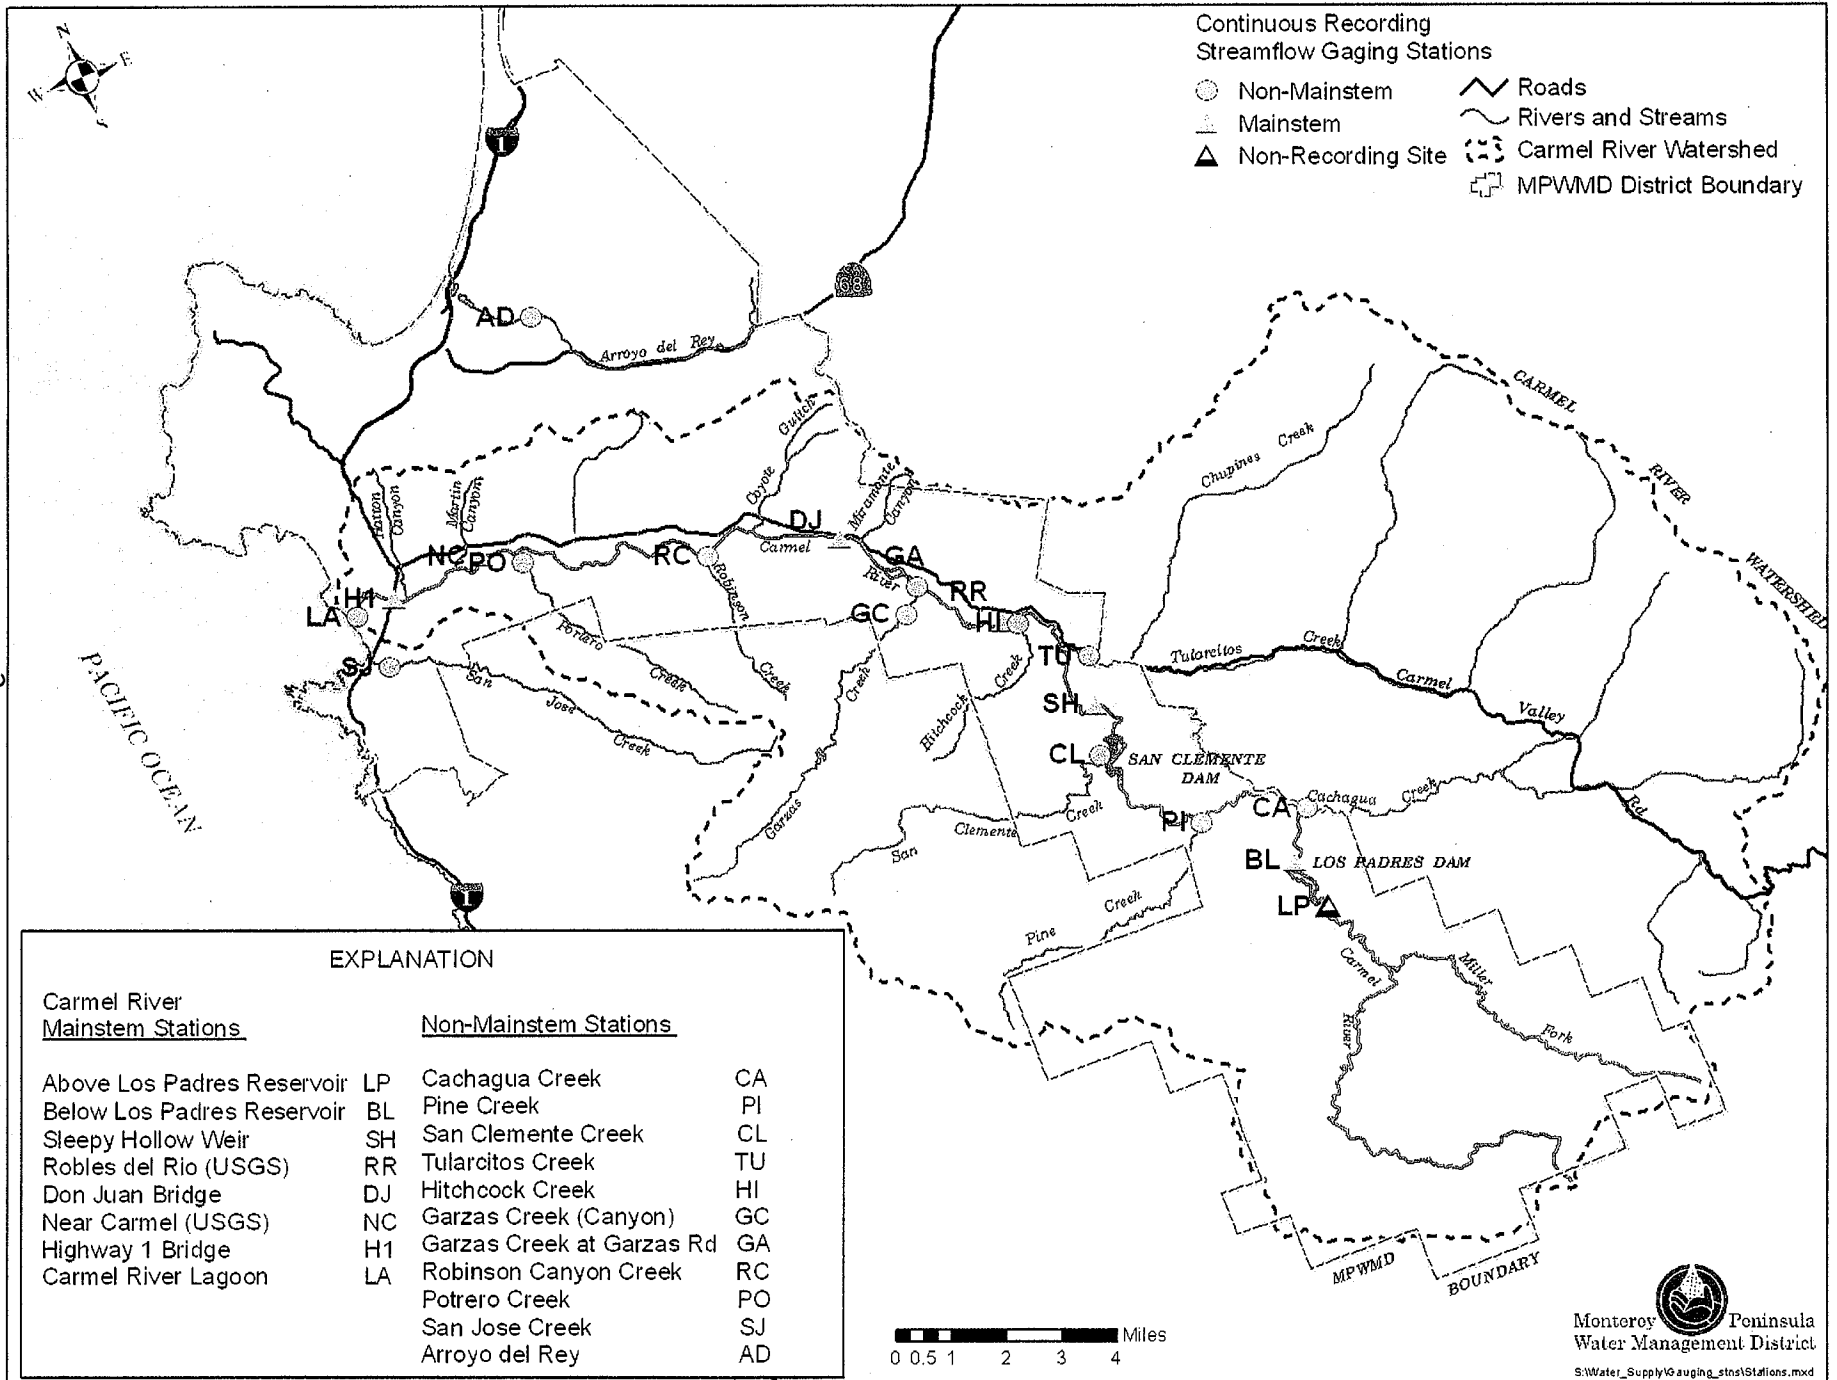 N
E
W
S
Continuous Recording
Streamflow Gaging Stations
Non-Mainstem
Mainstem
Non-Recording Site
Roads
Rivers and Streams
Carmel River Watershed
MPWMD District Boundary
1
68
AD
Arroyo del Rey
CARMEL
RIVER
WATERSHED
Gulch
Coyote
Chupines Creek
Hatton
Canyon
Martin
Canyon
Miramonte
Canyon
DJ
NC
PO
RC
Carmel
River
GA
RR
GC
HI
H1
LA
SJ
TU
SH
CL
PI
CA
BL
LP
Robinson
Creek
Potrero
Creek
San
Jose
Creek
Garzas
Creek
Hitchcock
Creek
Tularcitos
Creek
Carmel
Valley
Rd
SAN CLEMENTE
DAM
Cachagua Creek
San
Clemente
Creek
LOS PADRES DAM
Pine
Creek
Carmel
River
Miller
Fork
PACIFIC OCEAN
1
MPWMD
BOUNDARY
EXPLANATION
Carmel River
Mainstem Stations
Above Los Padres Reservoir LP
Below Los Padres Reservoir BL
Sleepy Hollow Weir SH
Robles del Rio (USGS) RR
Don Juan Bridge DJ
Near Carmel (USGS) NC
Highway 1 Bridge H1
Carmel River Lagoon LA
Non-Mainstem Stations
Cachagua Creek CA
Pine Creek PI
San Clemente Creek CL
Tularcitos Creek TU
Hitchcock Creek HI
Garzas Creek (Canyon) GC
Garzas Creek at Garzas Rd GA
Robinson Canyon Creek RC
Potrero Creek PO
San Jose Creek SJ
Arroyo del Rey AD
Miles
0 0.5 1 2 3 4
Monterey Peninsula
Water Management District
S:\Water_Supply\Gauging_stns\Stations.mxd